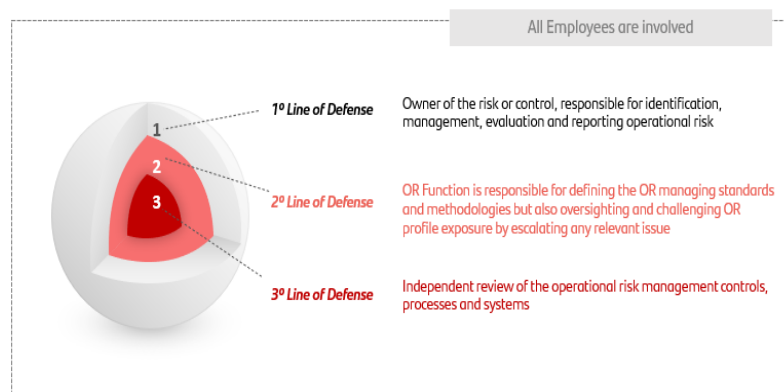 All Employees are involved
1
1º Line of Defense
Owner of the risk or control, responsible for identification,
management, evaluation and reporting operational risk
2
2º Line of Defense
OR Function is responsible for defining the OR managing standards
and methodologies but also oversighting and challenging OR
profile exposure by escalating any relevant issue
3
3º Line of Defense
Independent review of the operational risk management controls,
processes and systems